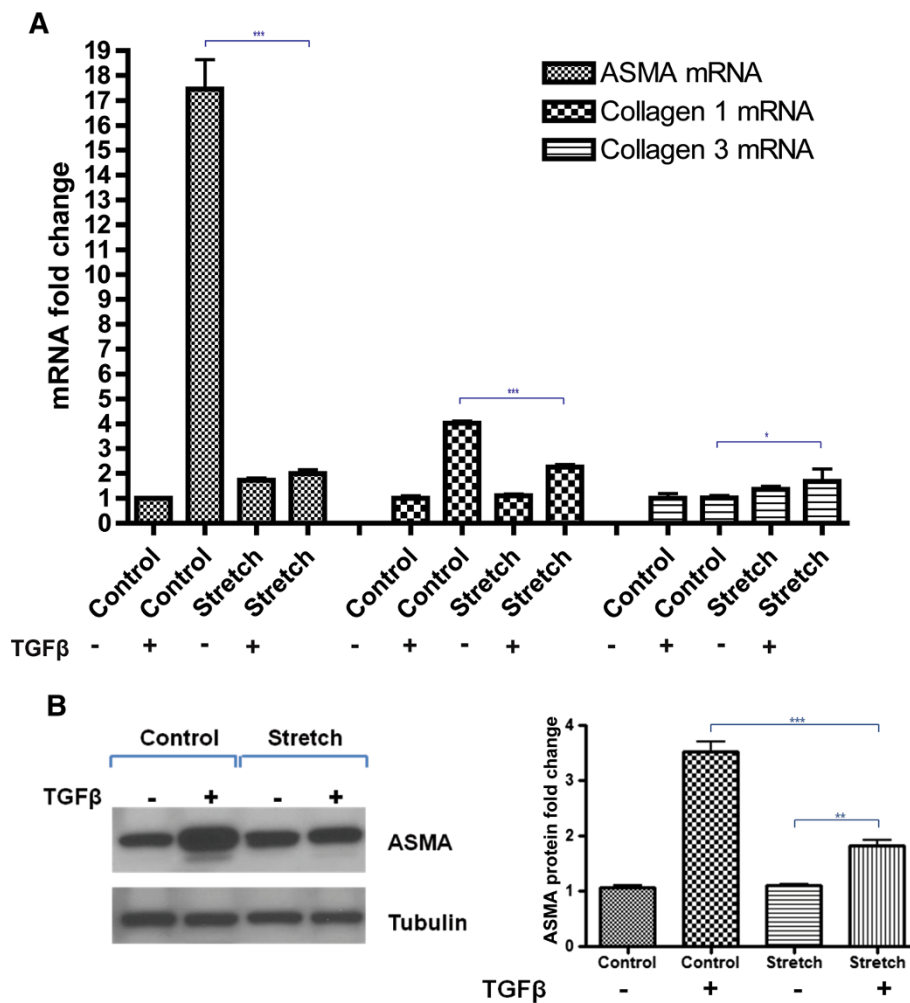 A
***
19
18
17
16
15
14
13
12
11
10
9
8
7
6
5
4
3
2
1
0
mRNA fold change
ASMA mRNA
Collagen 1 mRNA
Collagen 3 mRNA
***
*
Control Control Stretch Stretch Control Control Stretch Stretch Control Control Stretch Stretch
TGFβ - + - + - + - + - + - +
B
Control Stretch
TGFβ - + - +
ASMA
Tubulin
4
3
2
1
0
ASMA protein fold change
***
**
Control Control Stretch Stretch
TGFβ - + - +